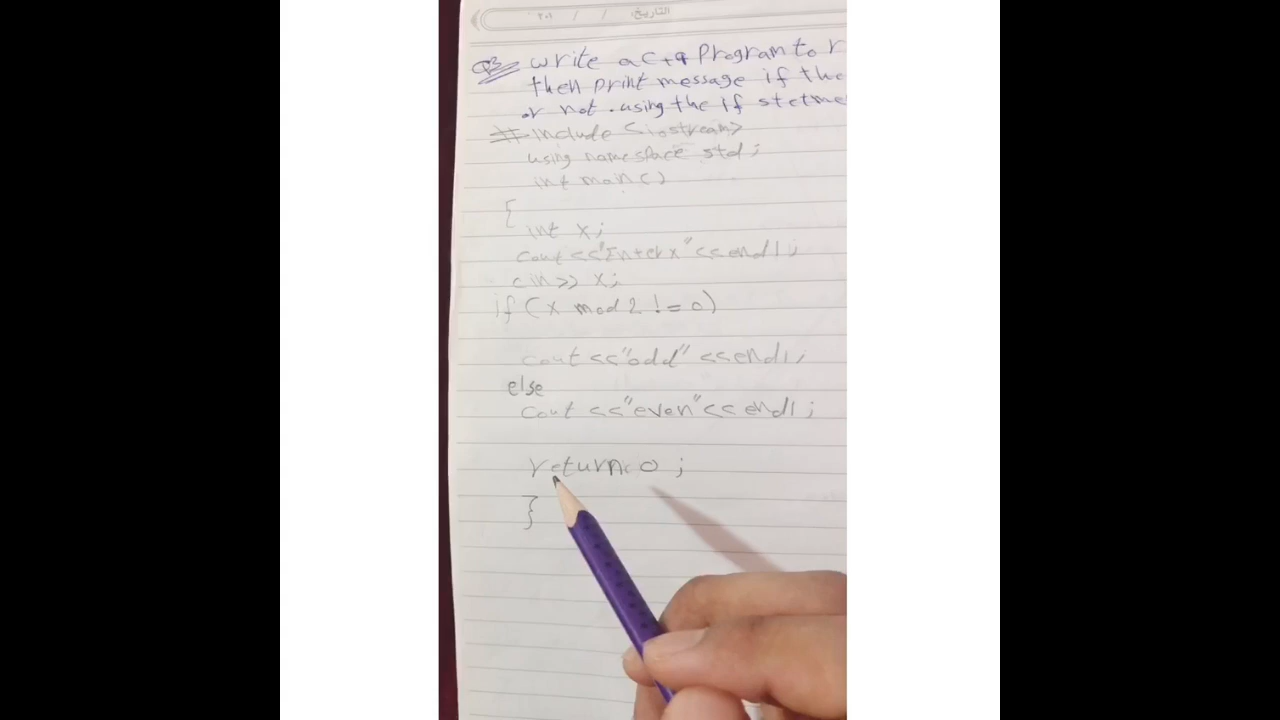 التاريخ: / / ٢٠١
Q3 write a c++ Program to r
then print message if the
or not . using the if stetme
# include <iostream>
using namespace std ;
int main ( )
{
int x ;
cout <<"Enter x" << endl ;
cin >> x ;
if ( x mod 2 ! = 0 )
cout <<"odd" << endl ;
else
cout <<"even" << endl ;
return 0 ;
}